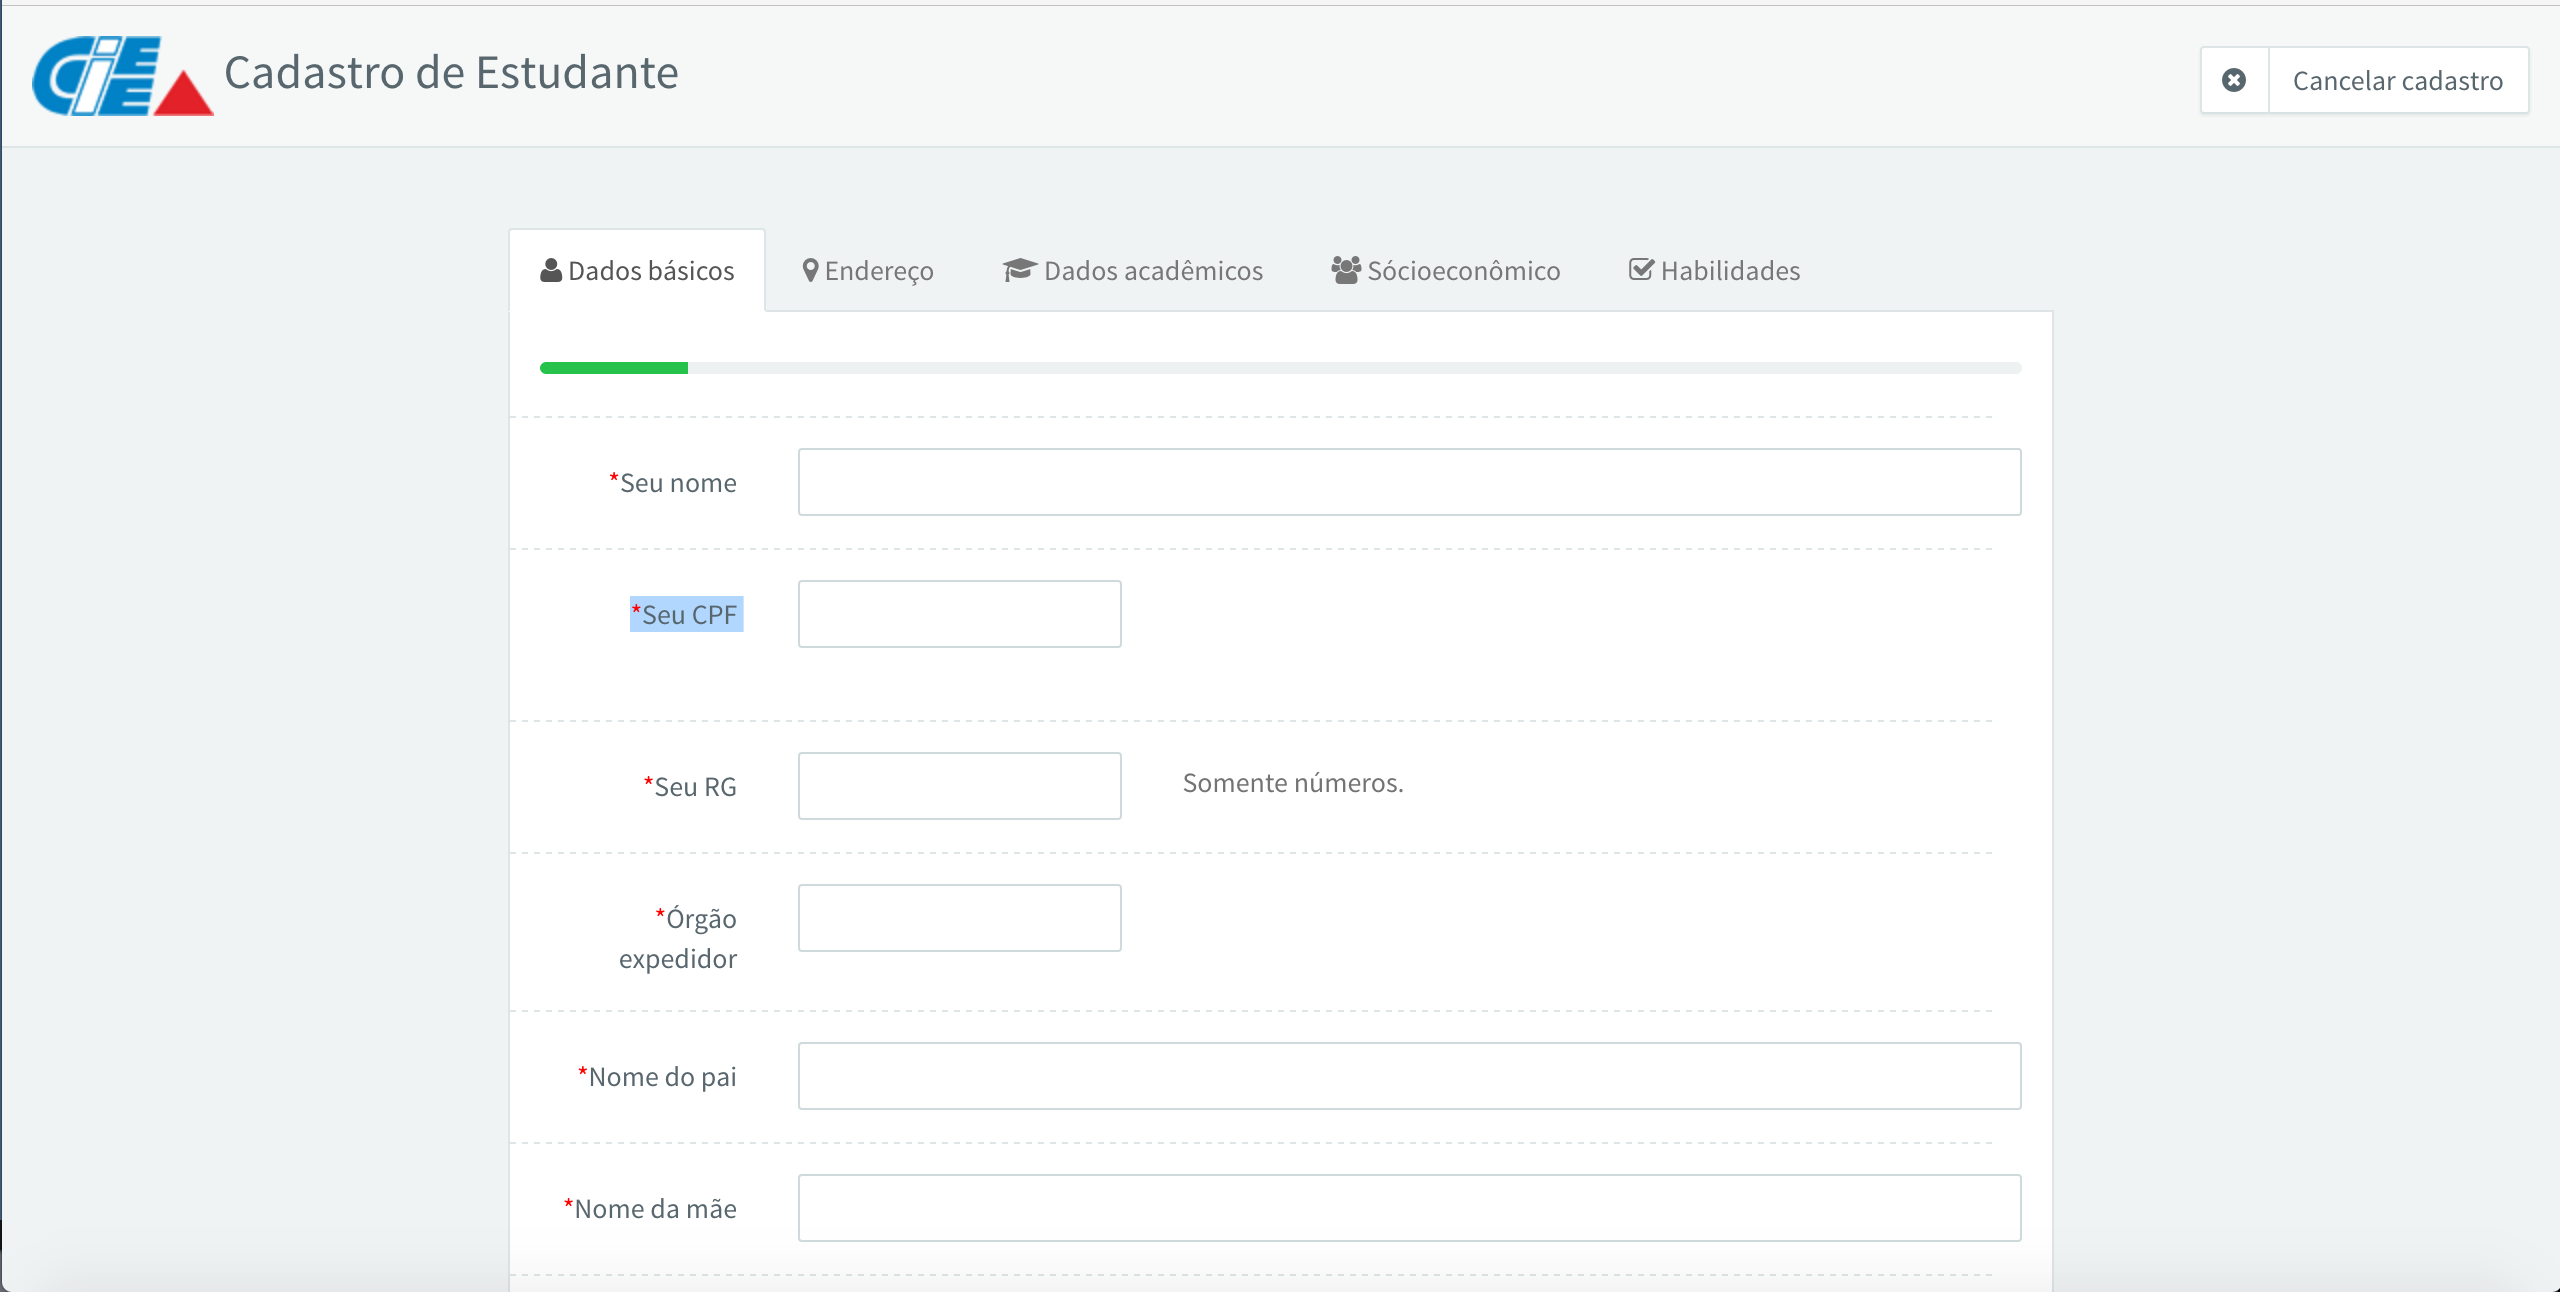 CIEE Cadastro de Estudante
Cancelar cadastro
Dados básicos Endereço Dados acadêmicos Sócioeconômico Habilidades
*Seu nome
*Seu CPF
*Seu RG Somente números.
*Órgão
expedidor
*Nome do pai
*Nome da mãe